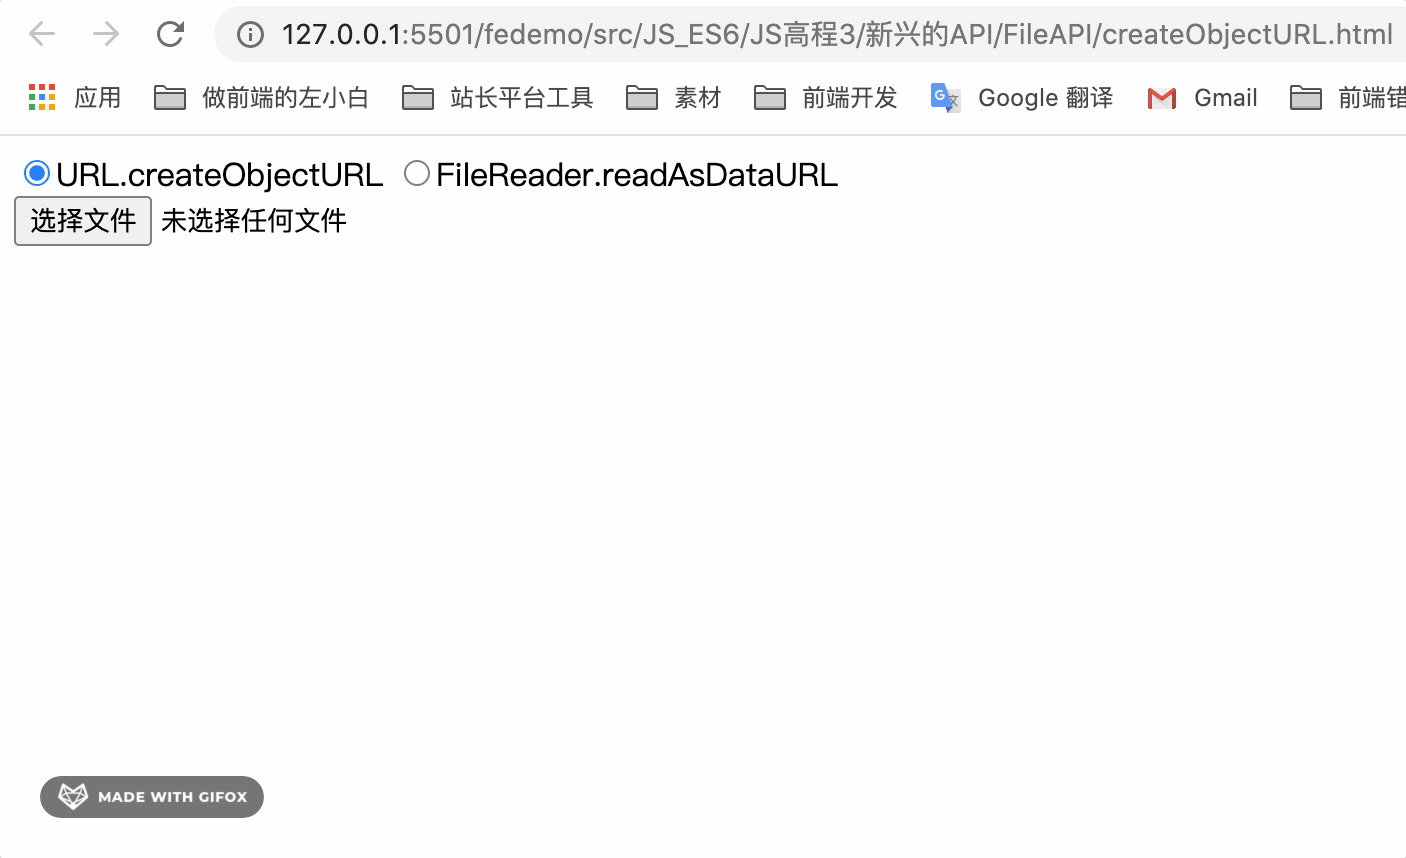 127.0.0.1:5501/fedemo/src/JS_ES6/JS高程3/新兴的API/FileAPI/createObjectURL.html
应用 做前端的左小白 站长平台工具 素材 前端开发 Google 翻译 Gmail 前端错
URL.createObjectURL FileReader.readAsDataURL
选择文件 未选择任何文件
MADE WITH GIFOX